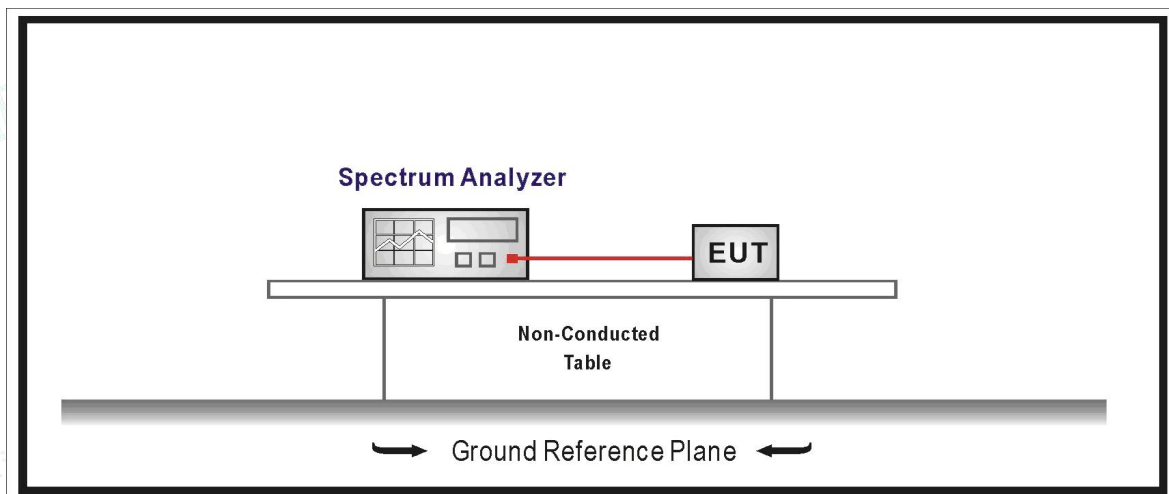 Spectrum Analyzer
EUT
Non-Conducted
Table
Ground Reference Plane